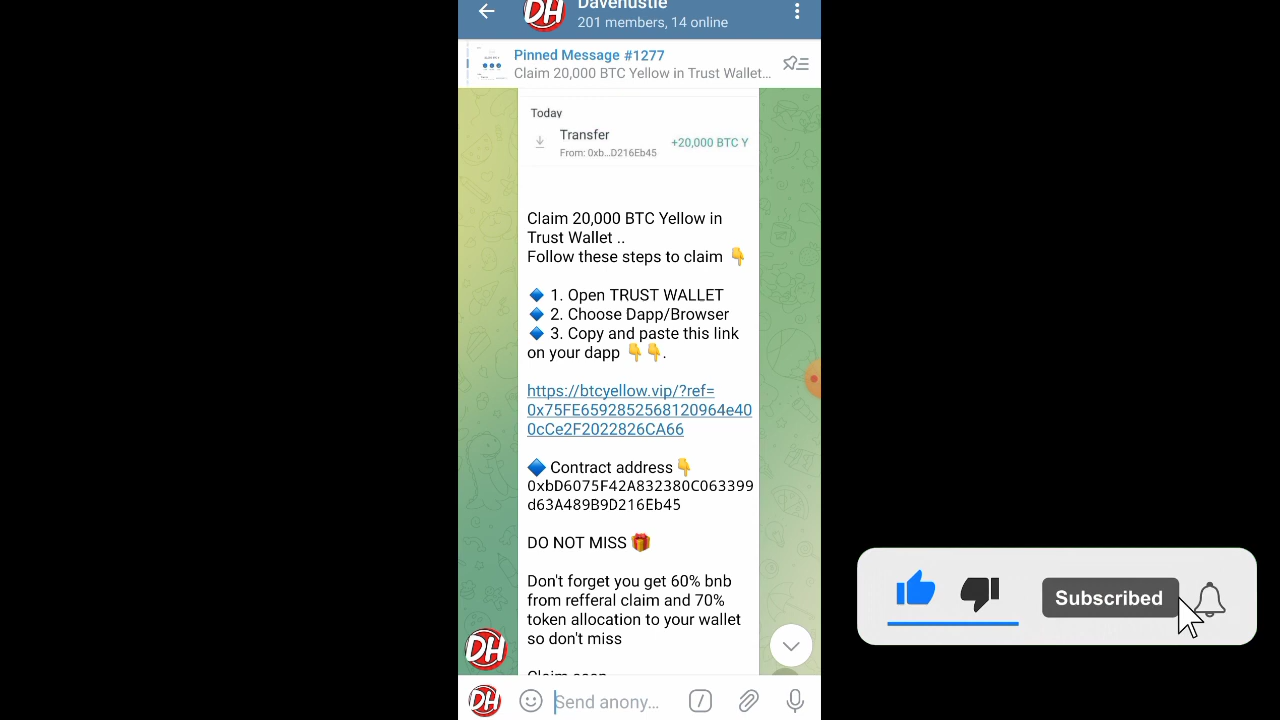 Davehustle
DH
201 members, 14 online
Pinned Message #1277
Claim 20,000 BTC Yellow in Trust Wallet...
Today
Transfer
+20,000 BTC Y
From: 0xb...D216Eb45
Claim 20,000 BTC Yellow in
Trust Wallet ..
Follow these steps to claim 👇
🔷 1. Open TRUST WALLET
🔷 2. Choose Dapp/Browser
🔷 3. Copy and paste this link
on your dapp 👇👇.
https://btcyellow.vip/?ref=
0x75FE6592852568120964e40
0cCe2F2022826CA66
🔷 Contract address👇
0xbD6075F42A832380C063399
d63A489B9D216Eb45
DO NOT MISS 🎁
Don't forget you get 60% bnb
from refferal claim and 70%
token allocation to your wallet
so don't miss
DH
DH
Send anony...
Subscribed